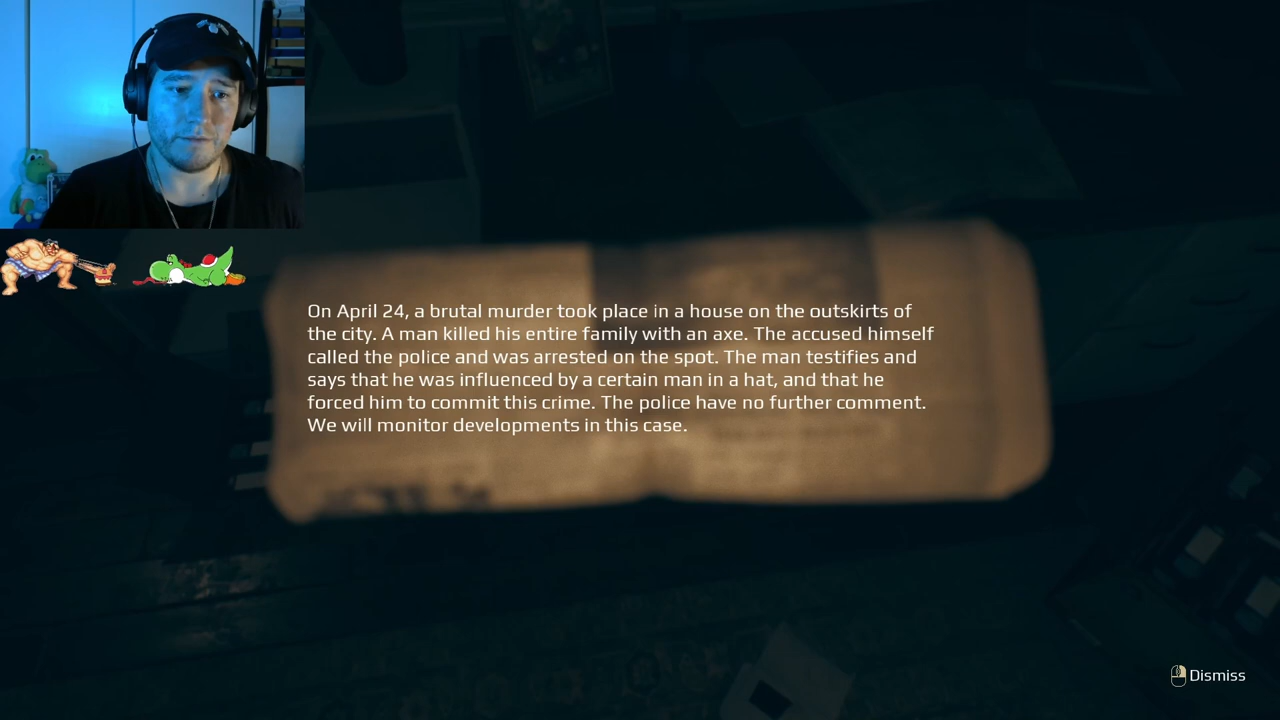 On April 24, a brutal murder took place in a house on the outskirts of
the city. A man killed his entire family with an axe. The accused himself
called the police and was arrested on the spot. The man testifies and
says that he was influenced by a certain man in a hat, and that he
forced him to commit this crime. The police have no further comment.
We will monitor developments in this case.
Dismiss